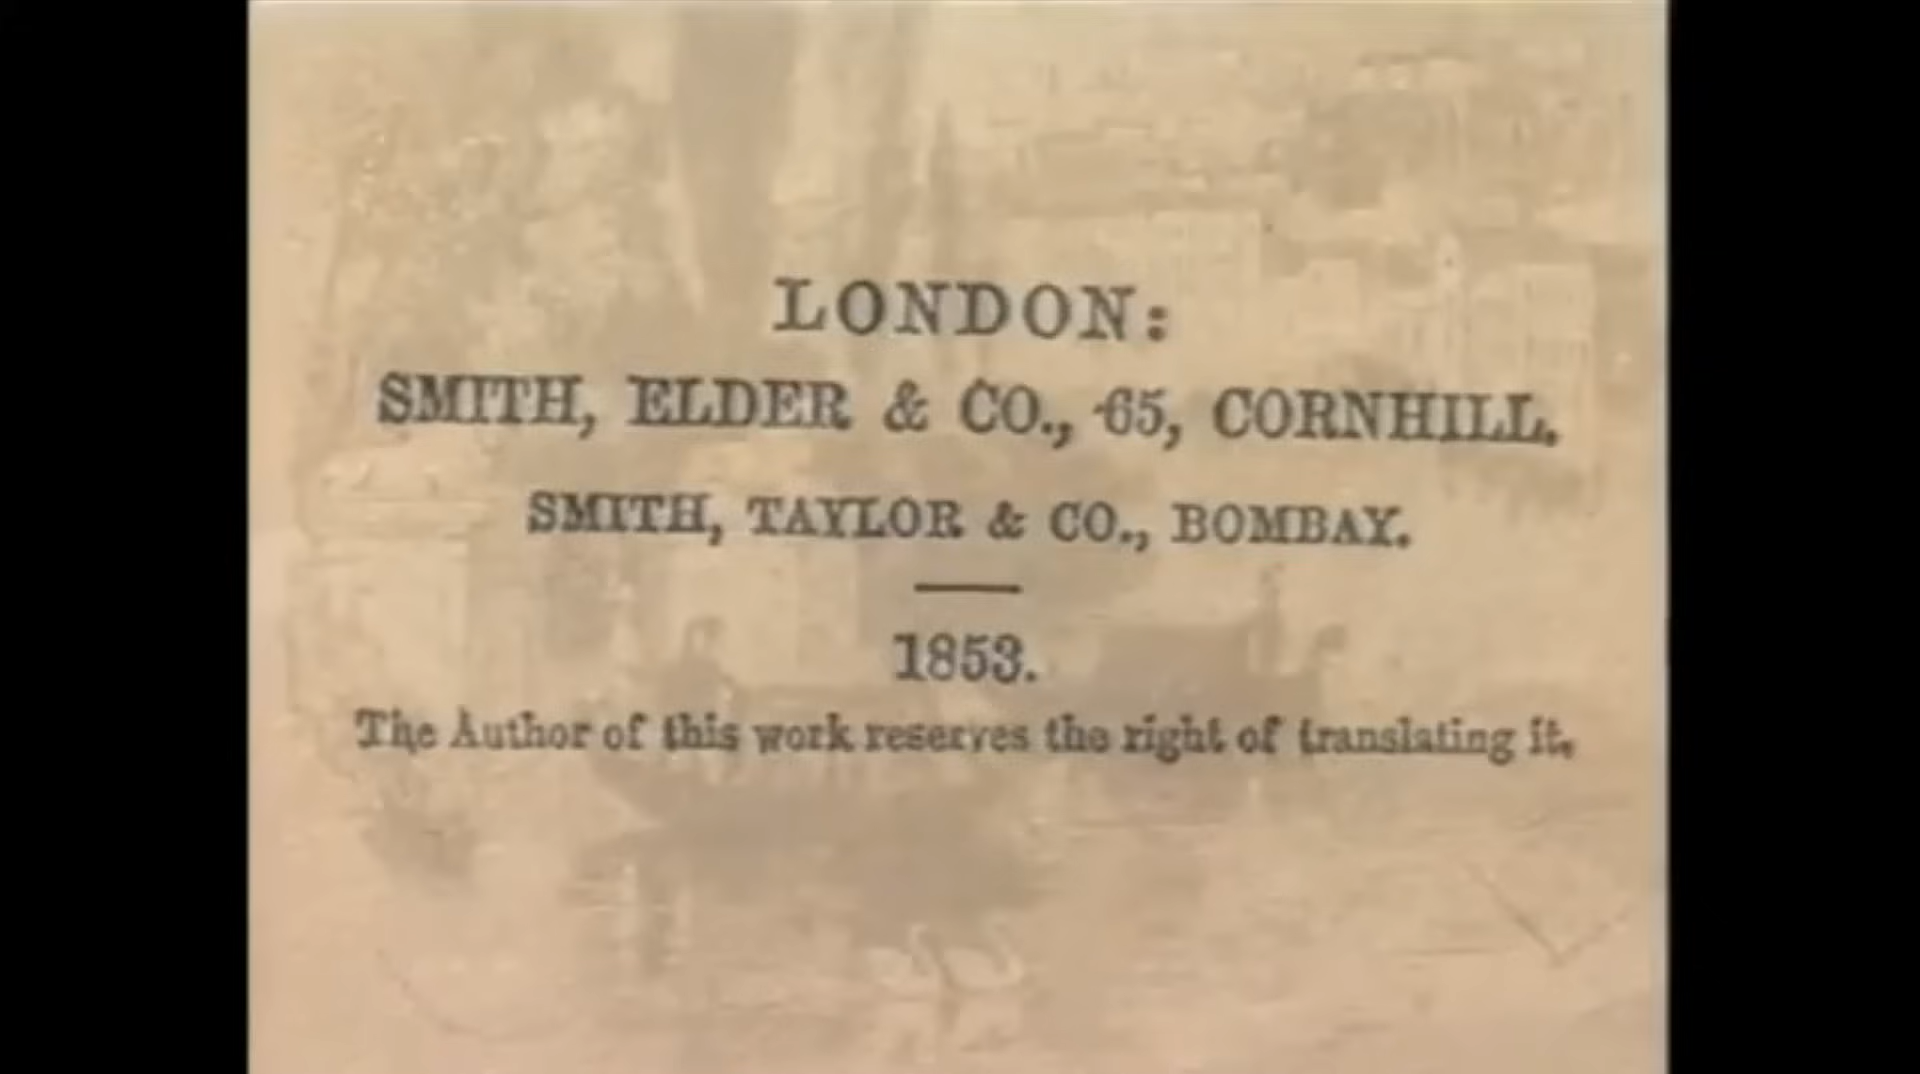 LONDON:
SMITH, ELDER & CO., 65, CORNHILL.
SMITH, TAYLOR & CO., BOMBAY.
1853.
The Author of this work reserves the right of translating it.